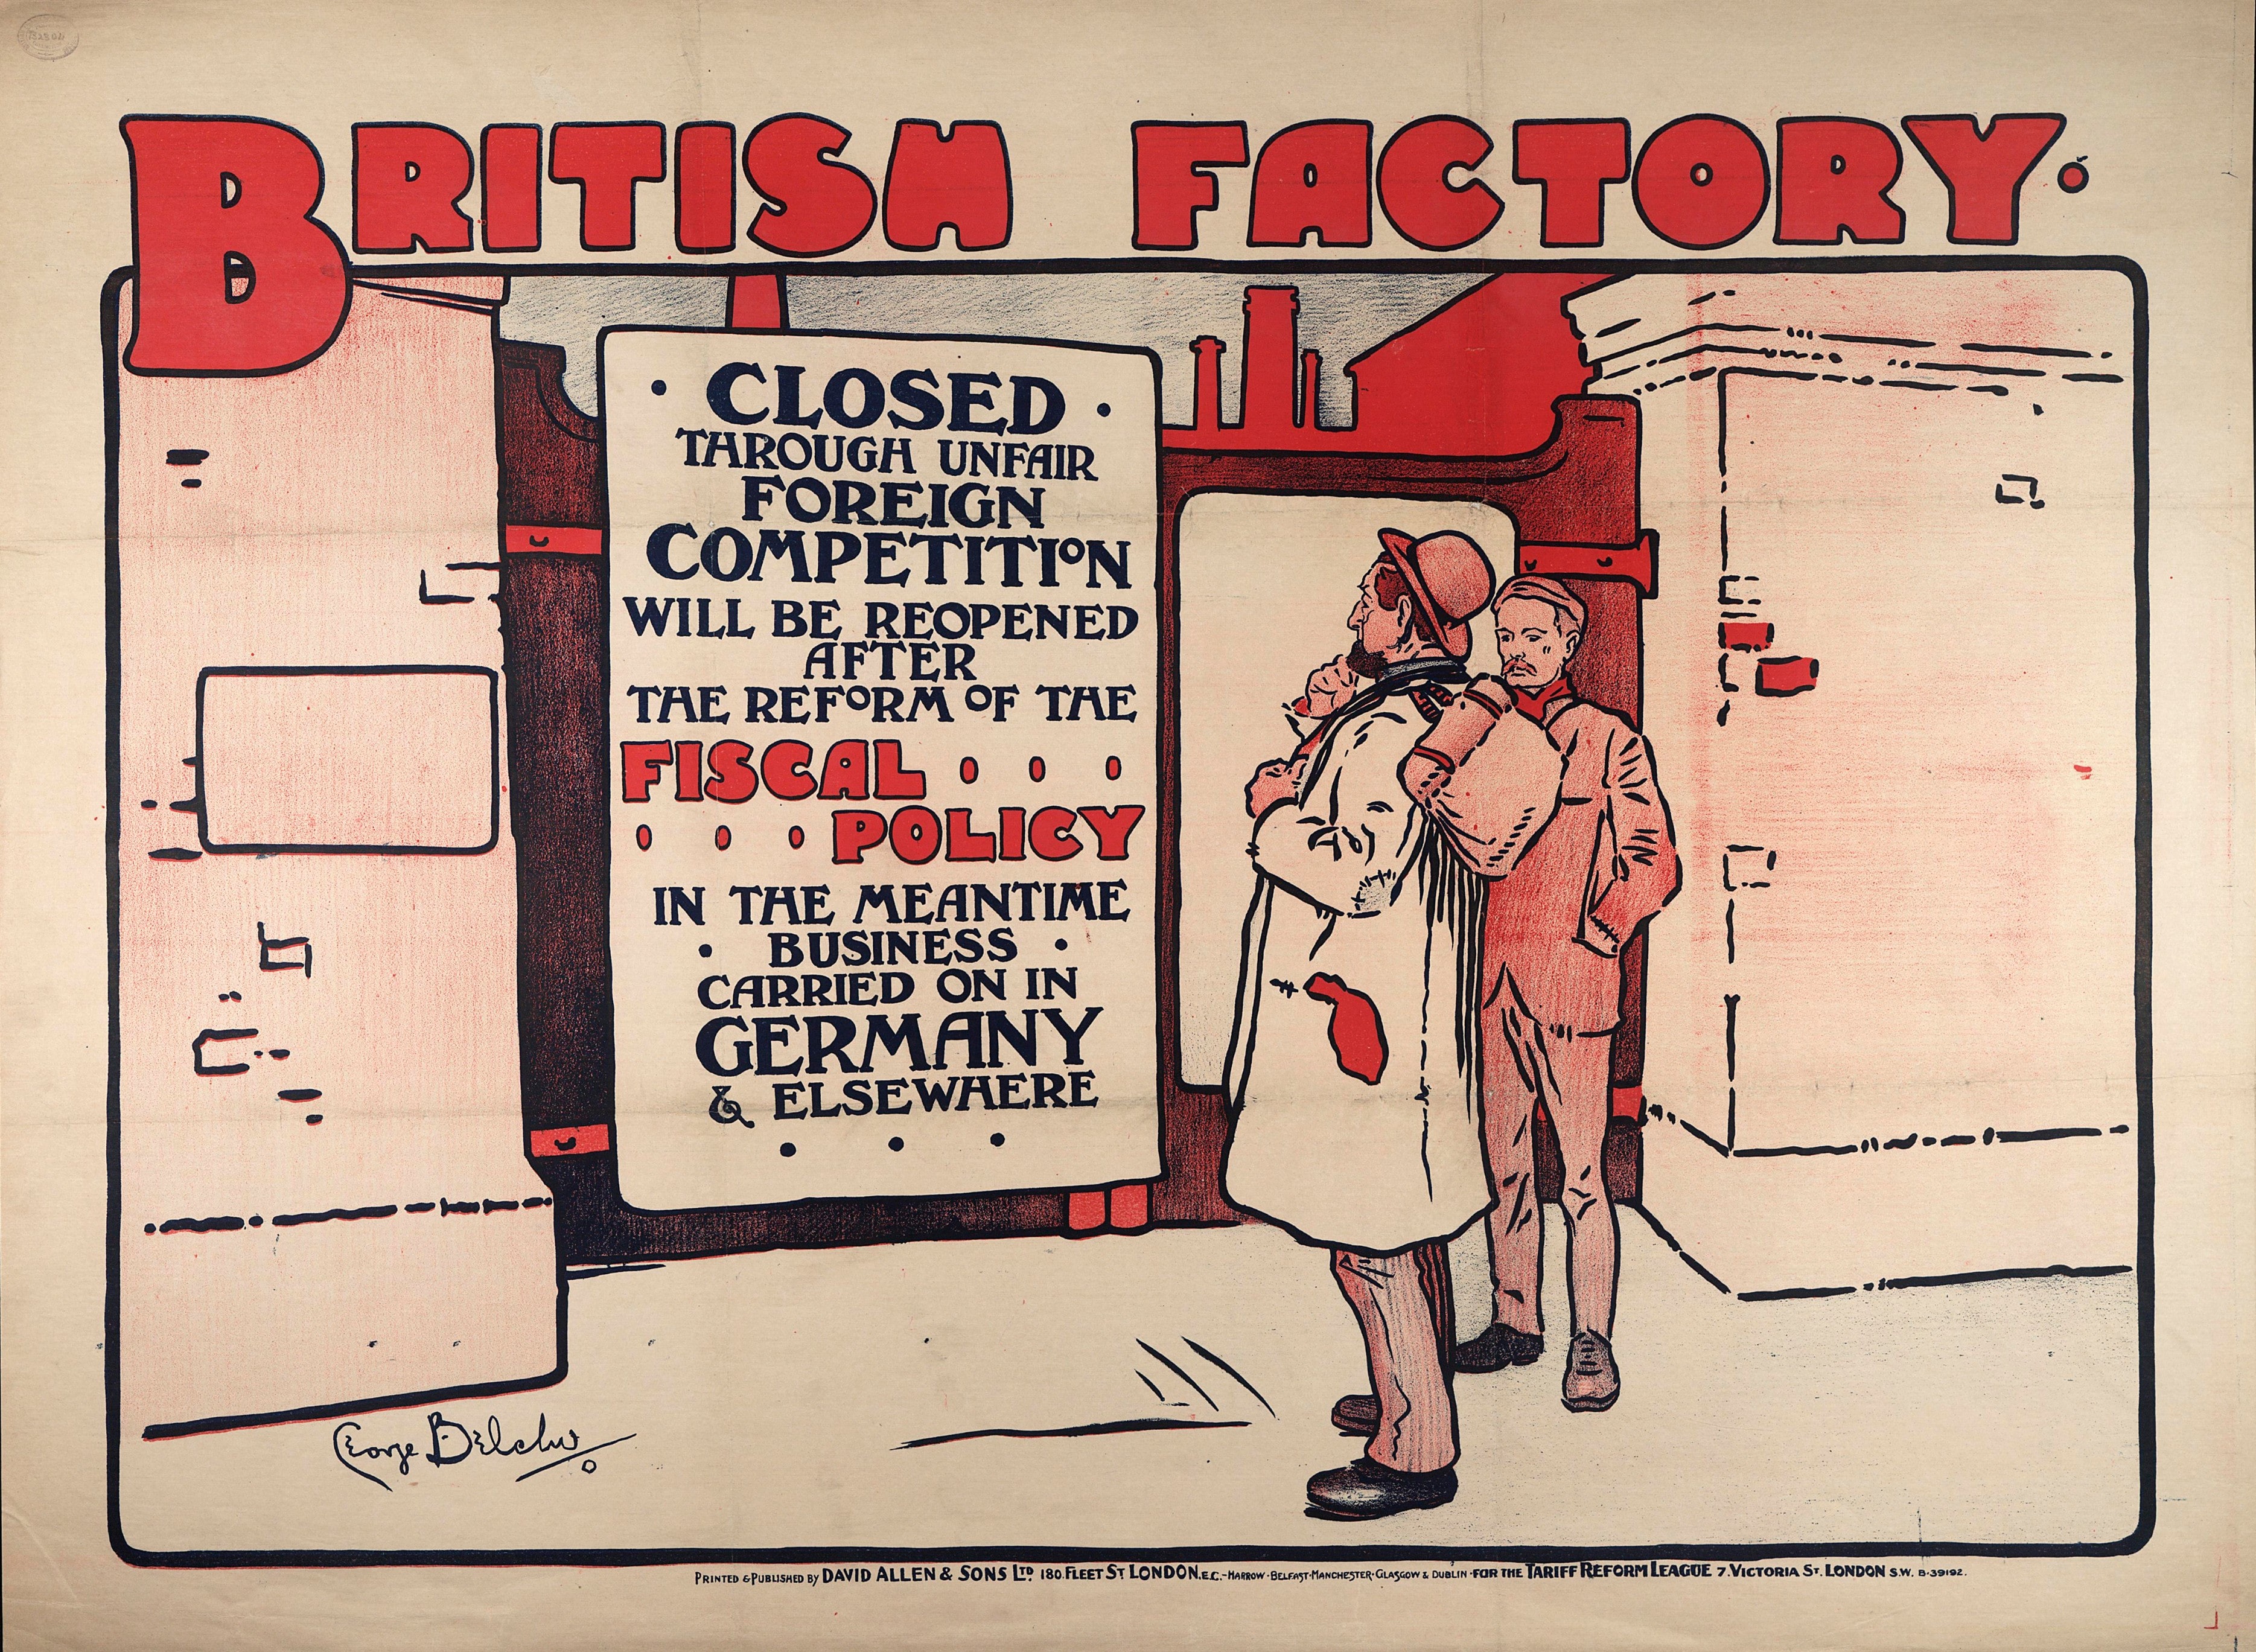 BRITISH FACTORY.
· CLOSED ·
THROUGH UNFAIR
FOREIGN
COMPETITION
WILL BE REOPENED
AFTER
THE REFORM OF THE
FISCAL . . .
. . . POLICY
IN THE MEANTIME
· BUSINESS ·
CARRIED ON IN
GERMANY
& ELSEWHERE
. . .
George Belcher
PRINTED & PUBLISHED BY DAVID ALLEN & SONS LTD. 180. FLEET ST. LONDON. E.C.-HARROW·BELFAST·MANCHESTER·GLASGOW & DUBLIN·FOR THE TARIFF REFORM LEAGUE 7. VICTORIA ST. LONDON S.W. B·39192.